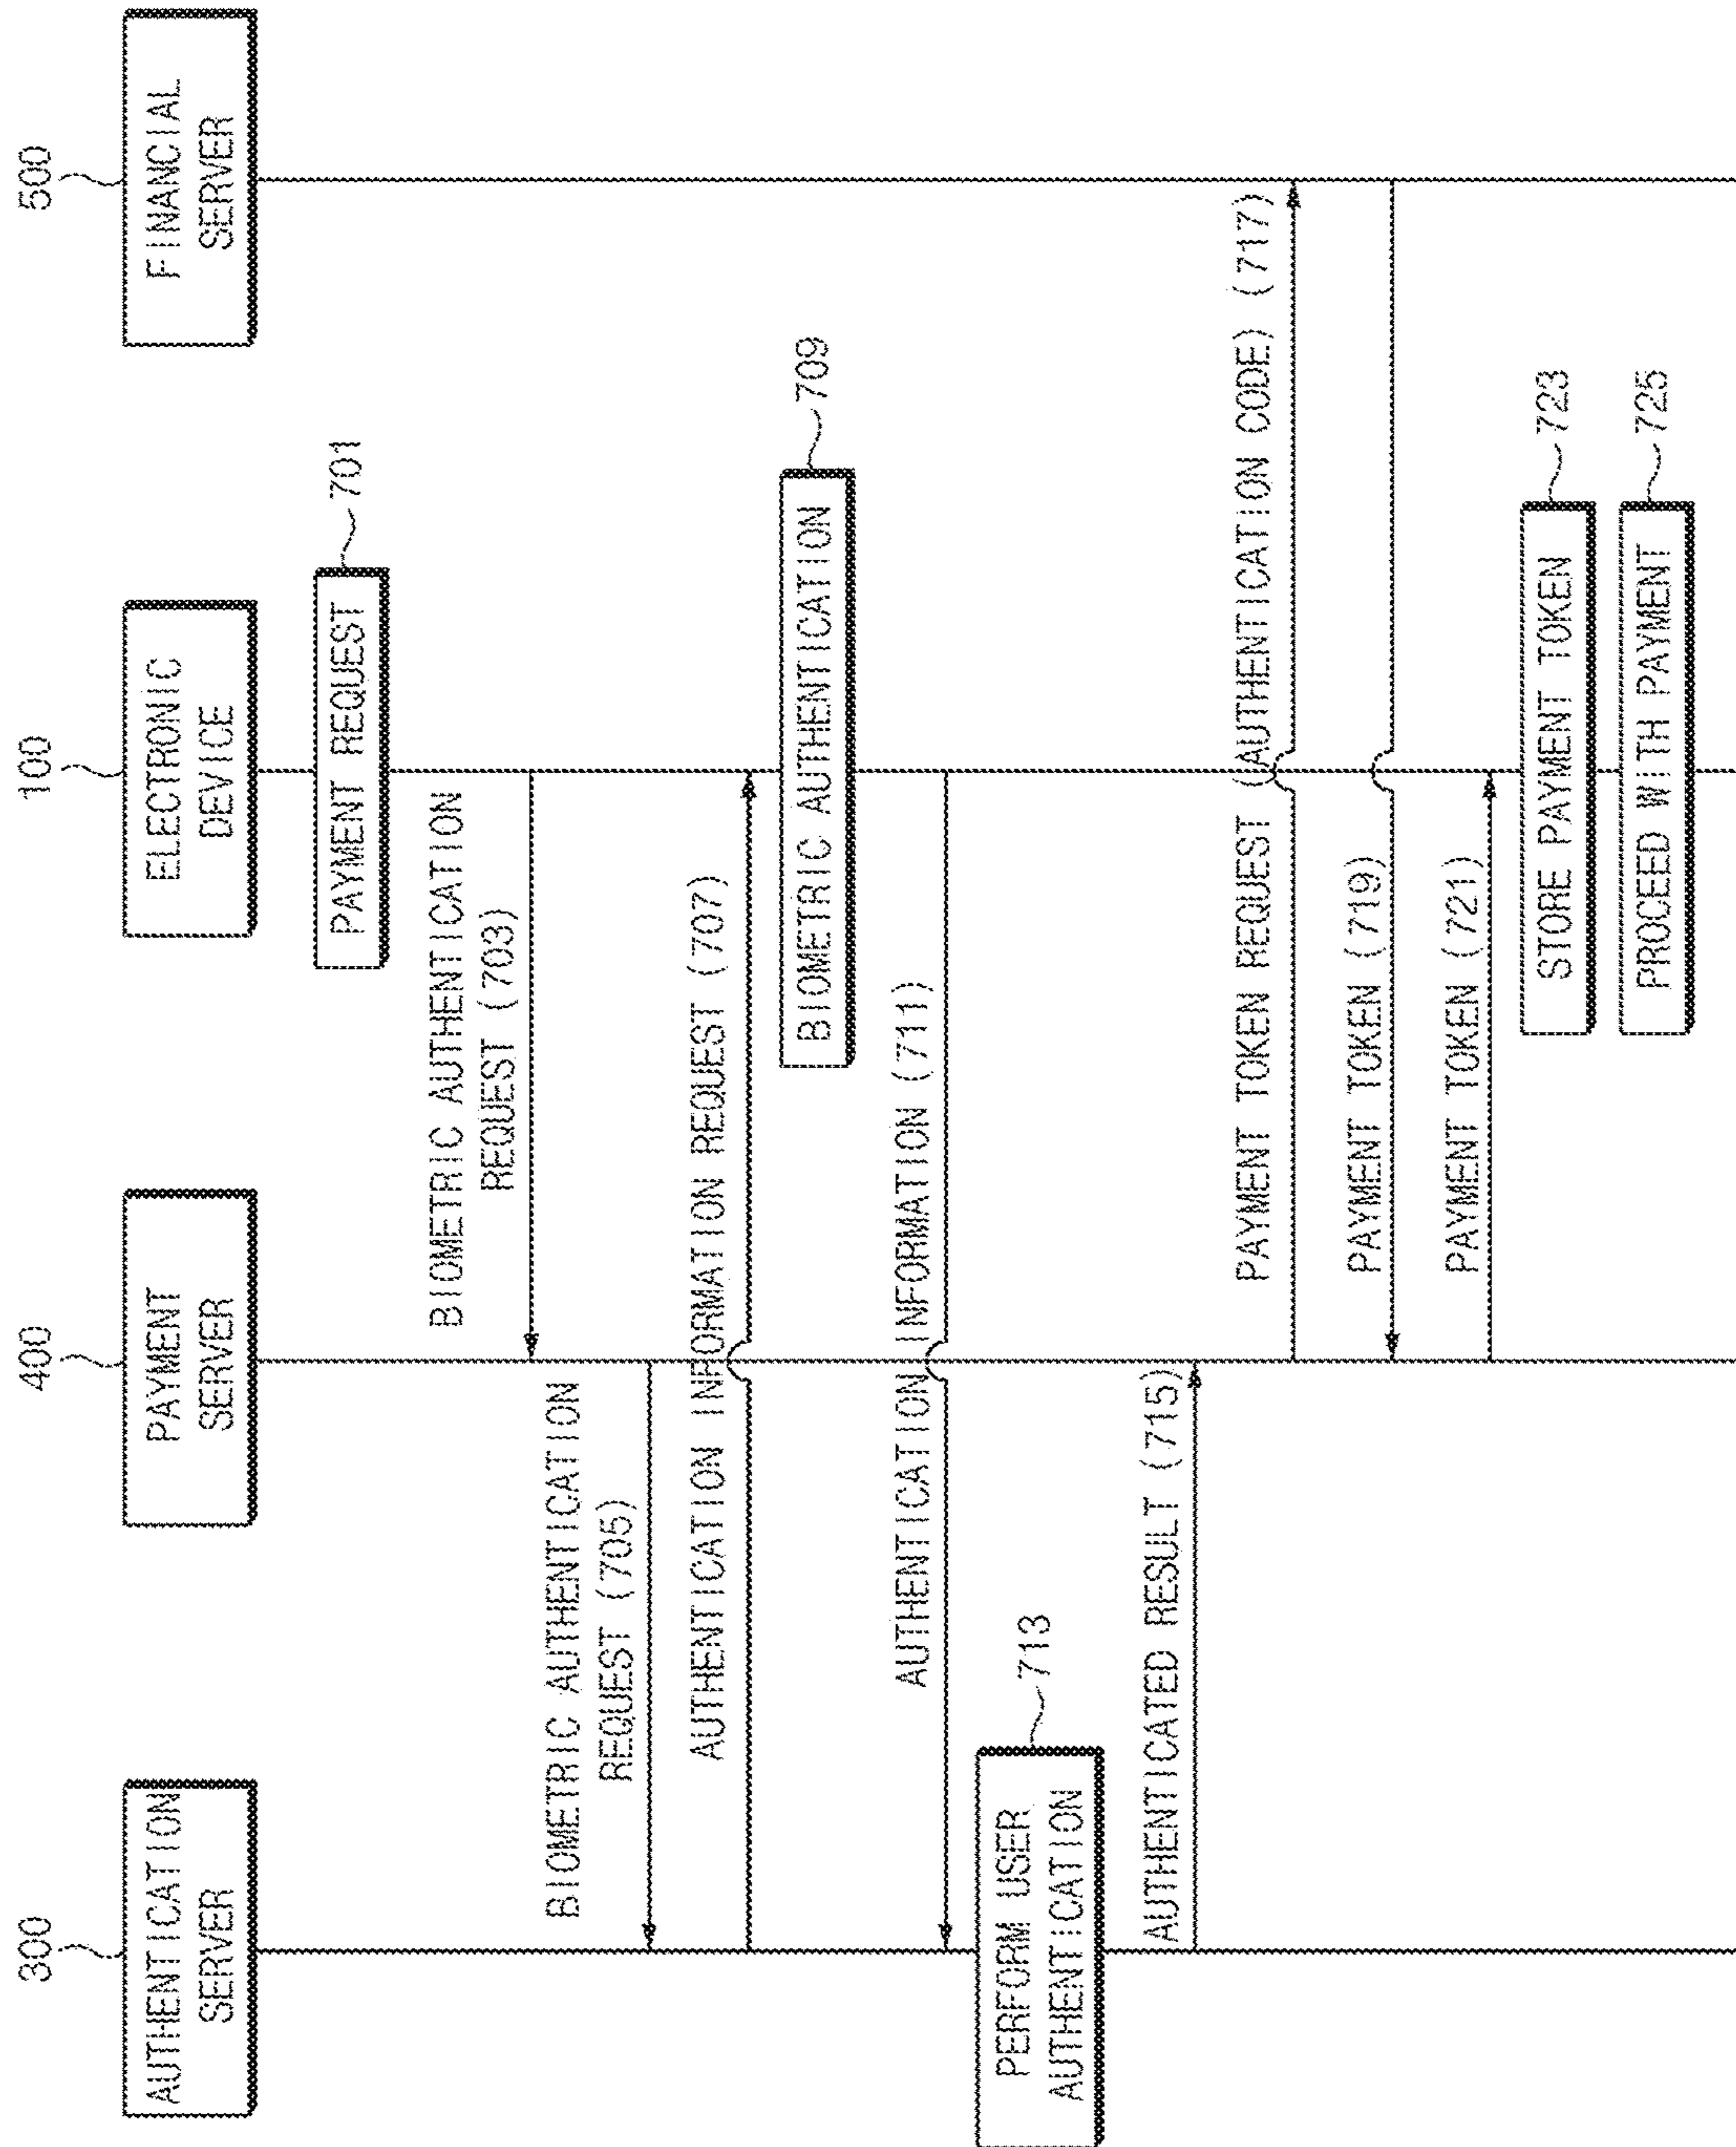 300
400
100
500
AUTHENTICATION
SERVER
PAYMENT
SERVER
ELECTRONIC
DEVICE
FINANCIAL
SERVER
PAYMENT REQUEST
701
BIOMETRIC AUTHENTICATION
REQUEST (703)
BIOMETRIC AUTHENTICATION
REQUEST (705)
AUTHENTICATION INFORMATION REQUEST (707)
BIOMETRIC AUTHENTICATION
709
AUTHENTICATION INFORMATION (711)
PERFORM USER
AUTHENTICATION
713
AUTHENTICATED RESULT (715)
PAYMENT TOKEN REQUEST (AUTHENTICATION CODE) (717)
PAYMENT TOKEN (719)
PAYMENT TOKEN (721)
STORE PAYMENT TOKEN
723
PROCEED WITH PAYMENT
725